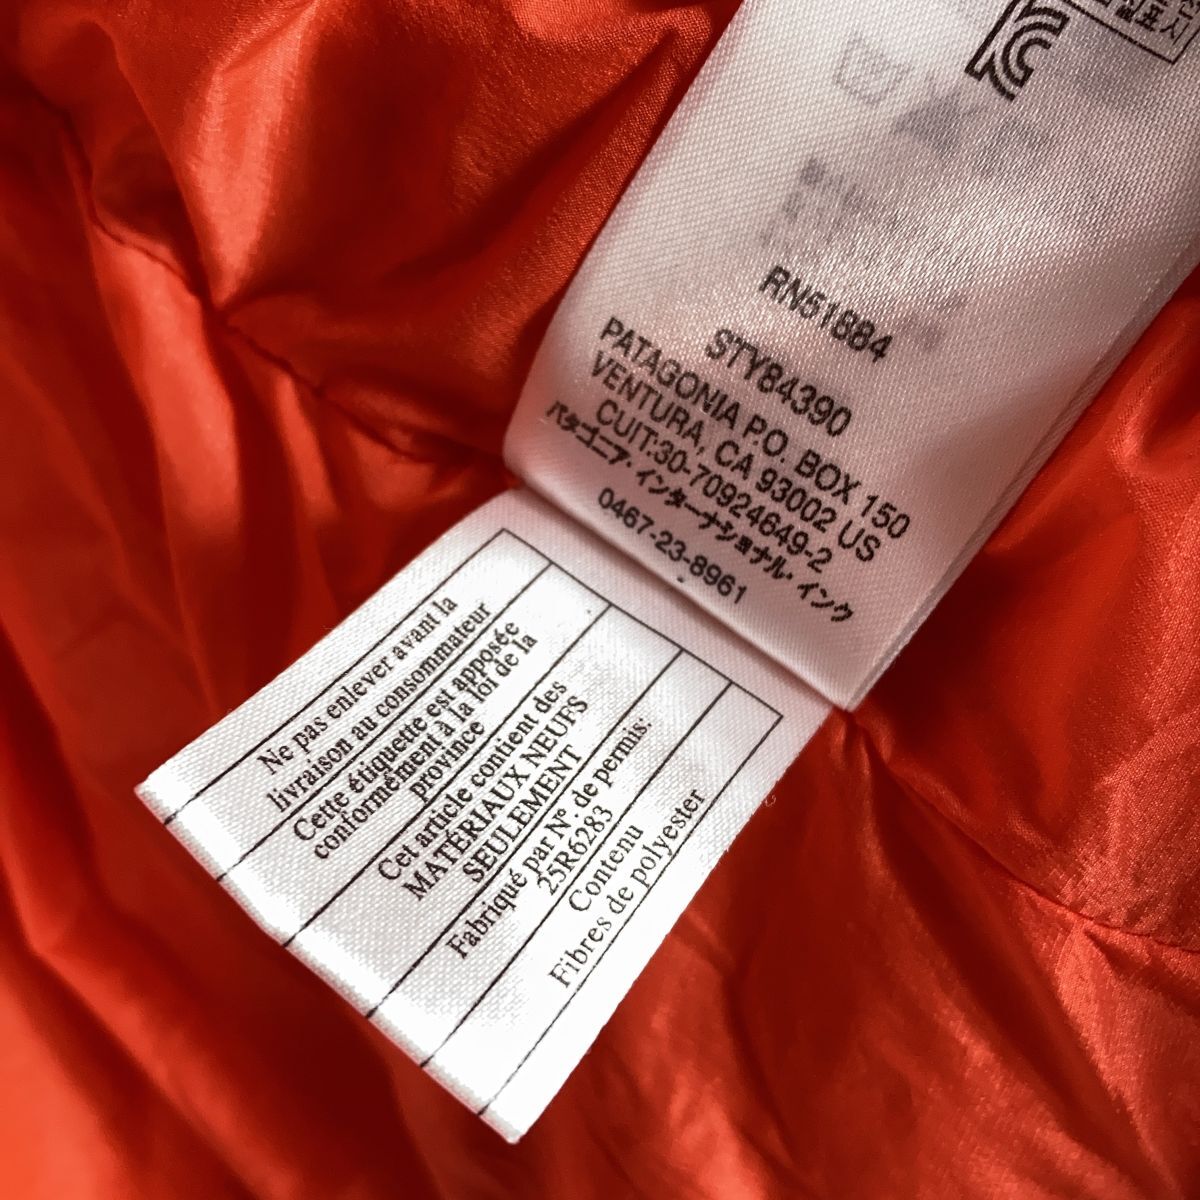 RN51884
STY84390
PATAGONIA P.O. BOX 150
VENTURA, CA 93002 US
CUIT:30-70924649-2
パタゴニア・インターナショナル・インク
0467-23-8961
Ne pas enlever avant la
livraison au consommateur
Cette étiquette est apposée
conformément à la loi de la
province
Cet article contient des
MATÉRIAUX NEUFS
SEULEMENT
Fabriqué par N°. de permis:
25R6283
Contenu
Fibres de polyester